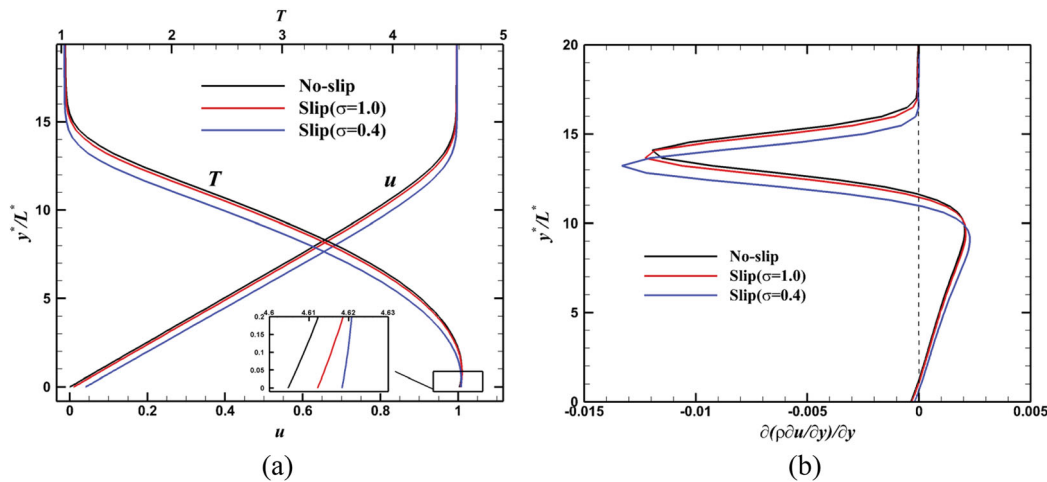 T
1 2 3 4 5
No-slip
Slip(σ=1.0)
Slip(σ=0.4)
T
u
y*/L*
15
10
5
0
4.6 4.61 4.62 4.63
0.2
0.15
0.1
0.05
0
0 0.2 0.4 0.6 0.8 1
u
(a)
20
15
10
5
0
y*/L*
No-slip
Slip(σ=1.0)
Slip(σ=0.4)
-0.015 -0.01 -0.005 0 0.005
∂(ρ∂u/∂y)/∂y
(b)